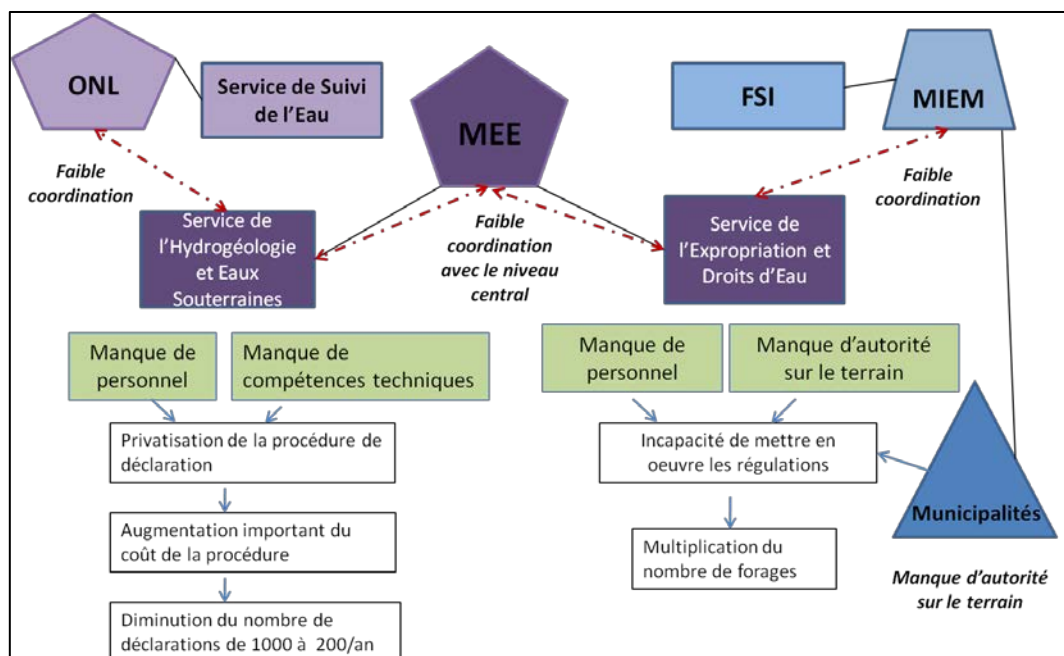 ONL
Service de Suivi
de l'Eau
MEE
FSI
MIEM
Faible
coordination
Service de
l'Hydrogéologie
et Eaux
Souterraines
Faible
coordination
avec le niveau
central
Service de
l'Expropriation et
Droits d'Eau
Faible
coordination
Manque de
personnel
Manque de
compétences techniques
Manque de
personnel
Manque d'autorité
sur le terrain
Privatisation de la procédure de
déclaration
Incapacité de mettre en
oeuvre les régulations
Augmentation important du
coût de la procédure
Multiplication du
nombre de forages
Municipalités
Manque d'autorité
sur le terrain
Diminution du nombre de
déclarations de 1000 à 200/an